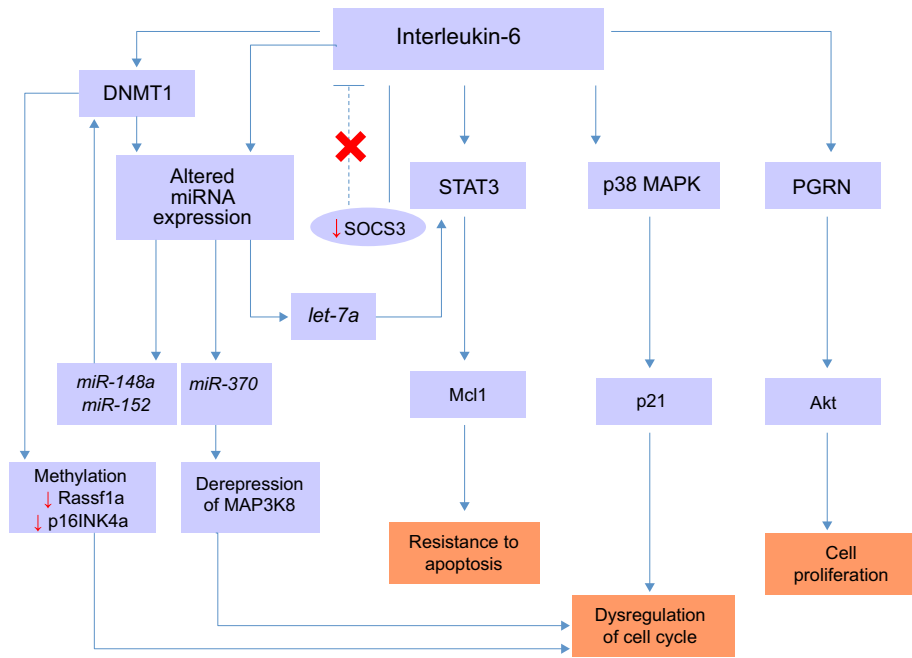 Interleukin-6
DNMT1
Altered
miRNA
expression
↓ SOCS3
STAT3
p38 MAPK
PGRN
let-7a
miR-148a
miR-152
miR-370
Mcl1
p21
Akt
Methylation
↓ Rassf1a
↓ p16INK4a
Derepression
of MAP3K8
Resistance to
apoptosis
Cell
proliferation
Dysregulation
of cell cycle